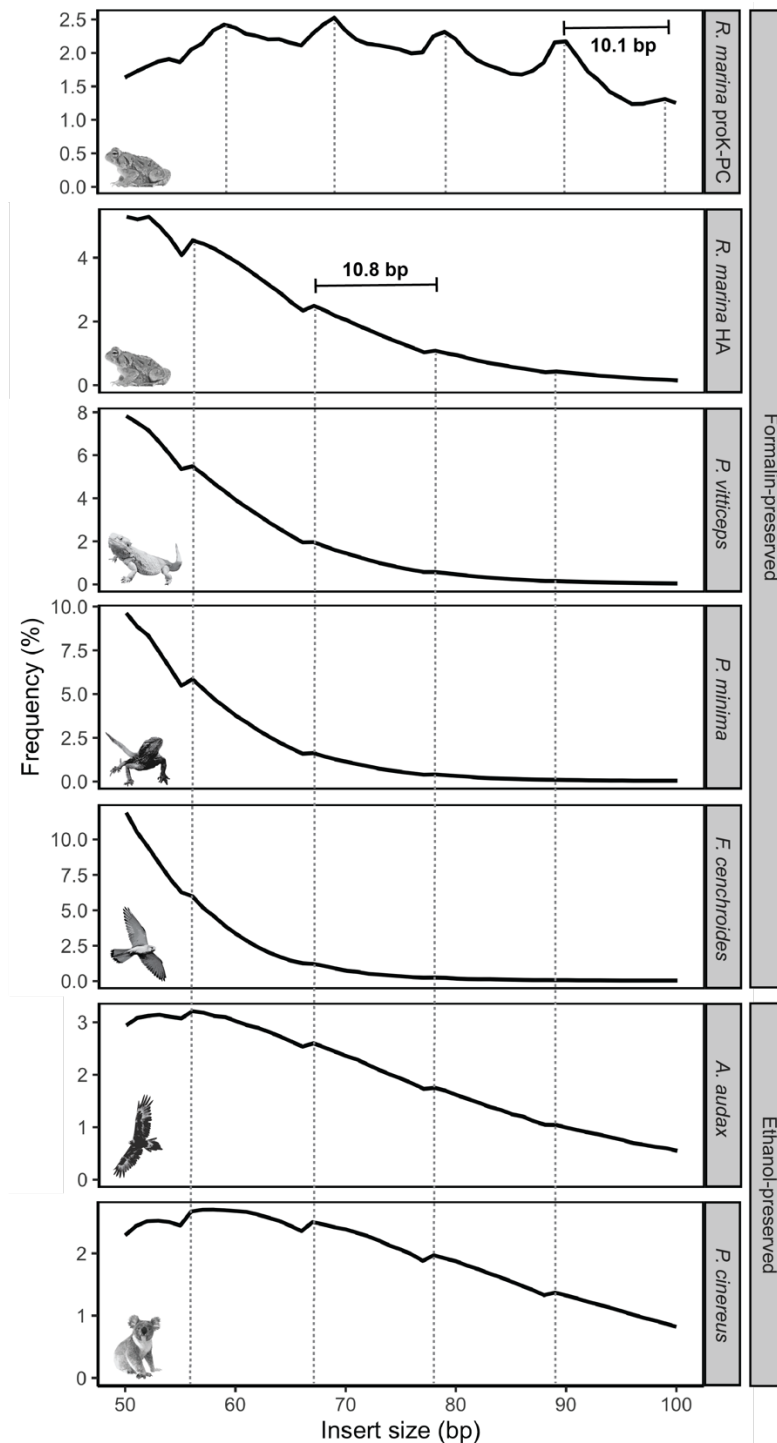 2.5
2.0
1.5
1.0
0.5
0.0
10.1 bp
R. marina proK-PC
4
2
0
10.8 bp
R. marina HA
8
6
4
2
0
P. vitticeps
10.0
7.5
5.0
2.5
0.0
P. minima
10.0
7.5
5.0
2.5
0.0
F. cenchroides
3
2
1
0
A. audax
2
1
0
P. cinereus
Formalin-preserved
Ethanol-preserved
Frequency (%)
50 60 70 80 90 100
Insert size (bp)